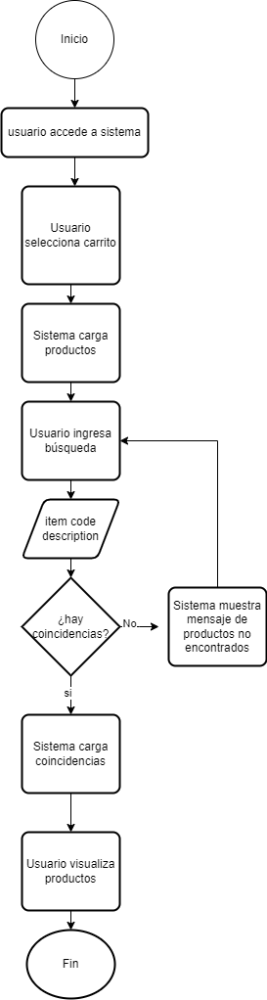 Inicio
usuario accede a sistema
Usuario
selecciona carrito
Sistema carga
productos
Usuario ingresa
búsqueda
item code
description
¿hay
coincidencias?
No
Sistema muestra
mensaje de
productos no
encontrados
si
Sistema carga
coincidencias
Usuario visualiza
productos
Fin